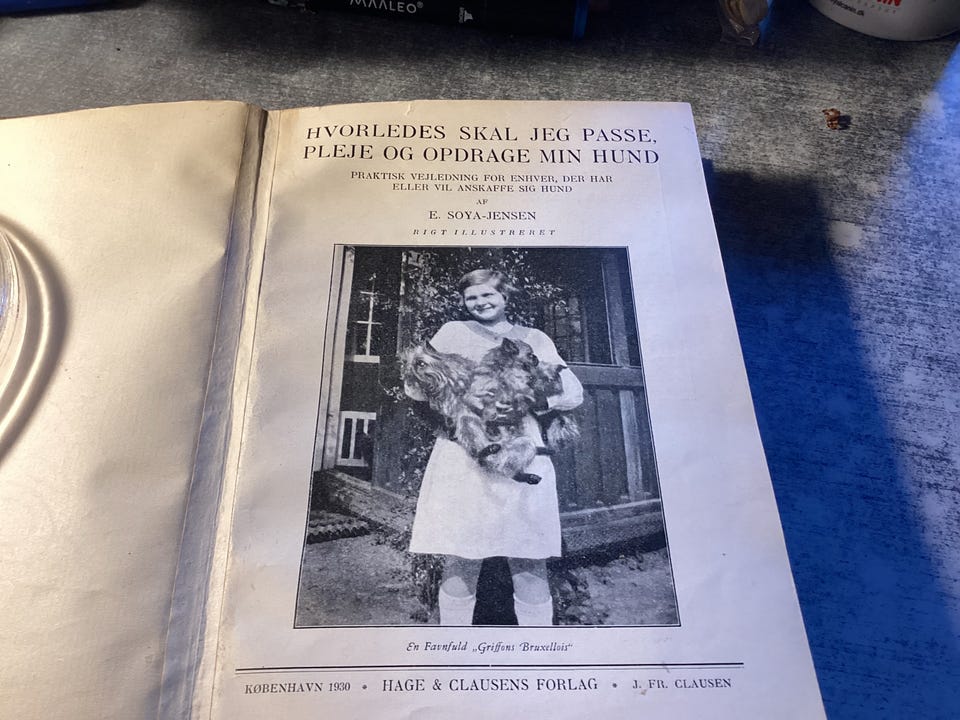 MAALEO®
HVORLEDES SKAL JEG PASSE,
PLEJE OG OPDRAGE MIN HUND
PRAKTISK VEJLEDNING FOR ENHVER, DER HAR
ELLER VIL ANSKAFFE SIG HUND
AF
E. SOYA-JENSEN
RIGT ILLUSTRERET
En Favnfuld „Griffons Bruxellois“
KØBENHAVN 1930 • HAGE & CLAUSENS FORLAG • J. FR. CLAUSEN